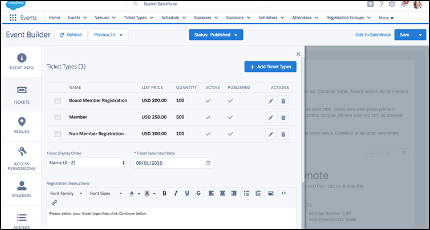 salesforce
Search Salesforce
Events Home Events Venues Ticket Types Schedule Speakers Sponsors Exhibitors Attendees Registration Groups More
Event Builder Refresh Preview In Status: Published Edit In Salesforce Save
EVENT INFO
TICKETS
VENUES
ACCESS PERMISSIONS
SPEAKERS
AGENDA
Ticket Types (3)
+ Add Ticket Types
NAME LIST PRICE QUANTITY ACTIVE PUBLISHED ACTIONS
Board Member Registration USD 200.00 100
Member USD 250.00 500
Non Member Registration USD 300.00 100
Ticket Display Order * Ticket Sales Start Date
Name (A - Z) 09/01/2015
Registration Instructions
Font Family Font Sizes A A B I U S
Please select your ticket type then click Continue below.
note